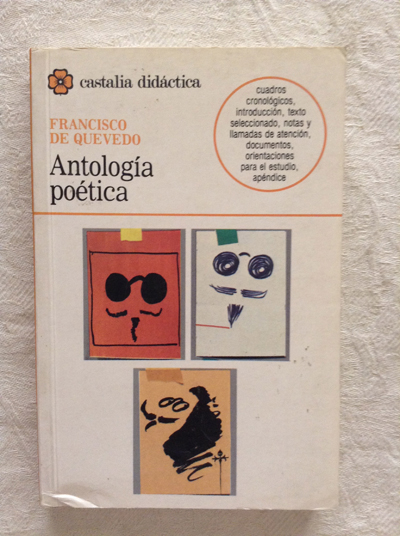 castalia didáctica
FRANCISCO
DE QUEVEDO
Antología
poética
cuadros
cronológicos,
introducción, texto
seleccionado, notas y
llamadas de atención,
documentos,
orientaciones
para el estudio,
apéndice